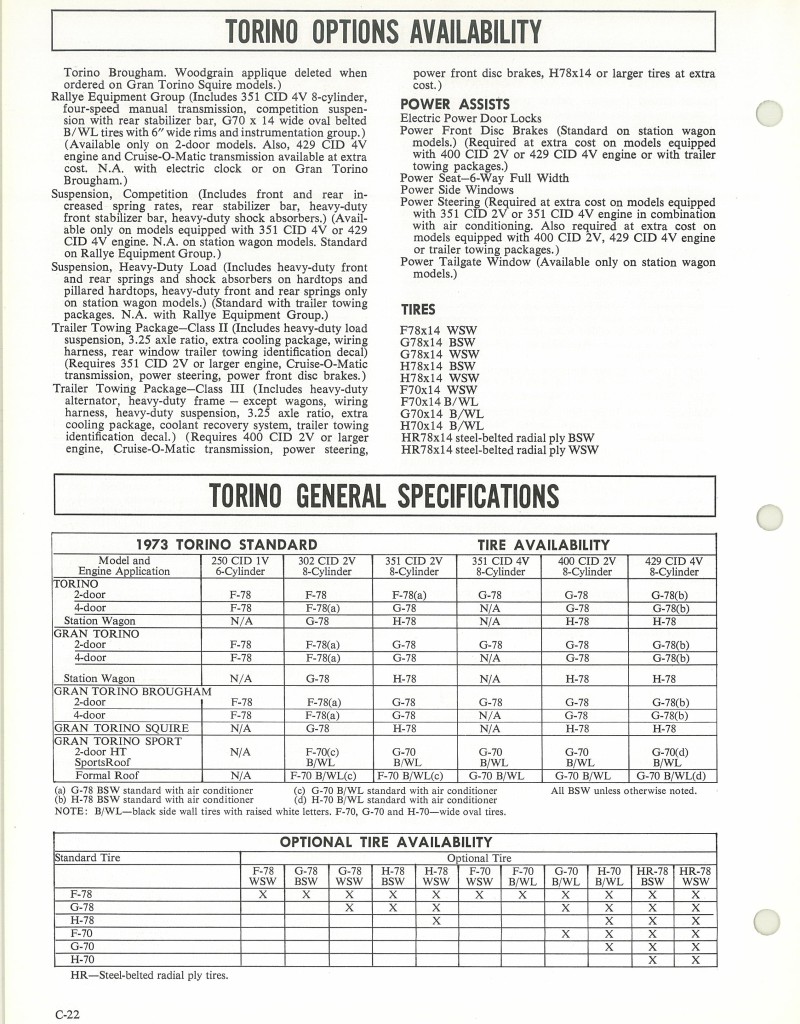 TORINO OPTIONS AVAILABILITY
Torino Brougham. Woodgrain applique deleted when
ordered on Gran Torino Squire models.)
Rallye Equipment Group (Includes 351 CID 4V 8-cylinder,
four-speed manual transmission, competition suspen-
sion with rear stabilizer bar, G70 x 14 wide oval belted
B/WL tires with 6” wide rims and instrumentation group.)
(Available only on 2-door models. Also, 429 CID 4V
engine and Cruise-O-Matic transmission available at extra
cost. N.A. with electric clock or on Gran Torino
Brougham.)
Suspension, Competition (Includes front and rear in-
creased spring rates, rear stabilizer bar, heavy-duty
front stabilizer bar, heavy-duty shock absorbers.) (Avail-
able only on models equipped with 351 CID 4V or 429
CID 4V engine. N.A. on station wagon models. Standard
on Rallye Equipment Group.)
Suspension, Heavy-Duty Load (Includes heavy-duty front
and rear springs and shock absorbers on hardtops and
pillared hardtops, heavy-duty front and rear springs only
on station wagon models.) (Standard with trailer towing
packages. N.A. with Rallye Equipment Group.)
Trailer Towing Package—Class II (Includes heavy-duty load
suspension, 3.25 axle ratio, extra cooling package, wiring
harness, rear window trailer towing identification decal)
(Requires 351 CID 2V or larger engine, Cruise-O-Matic
transmission, power steering, power front disc brakes.)
Trailer Towing Package—Class III (Includes heavy-duty
alternator, heavy-duty frame – except wagons, wiring
harness, heavy-duty suspension, 3.25 axle ratio, extra
cooling package, coolant recovery system, trailer towing
identification decal.) (Requires 400 CID 2V or larger
engine, Cruise-O-Matic transmission, power steering,
power front disc brakes, H78x14 or larger tires at extra
cost.)
POWER ASSISTS
Electric Power Door Locks
Power Front Disc Brakes (Standard on station wagon
models.) (Required at extra cost on models equipped
with 400 CID 2V or 429 CID 4V engine or with trailer
towing packages.)
Power Seat—6-Way Full Width
Power Side Windows
Power Steering (Required at extra cost on models equipped
with 351 CID 2V or 351 CID 4V engine in combination
with air conditioning. Also required at extra cost on
models equipped with 400 CID 2V, 429 CID 4V engine
or trailer towing packages.)
Power Tailgate Window (Available only on station wagon
models.)
TIRES
F78x14 WSW
G78x14 BSW
G78x14 WSW
H78x14 BSW
H78x14 WSW
F70x14 WSW
F70x14 B/WL
G70x14 B/WL
H70x14 B/WL
HR78x14 steel-belted radial ply BSW
HR78x14 steel-belted radial ply WSW
TORINO GENERAL SPECIFICATIONS
1973 TORINO STANDARD TIRE AVAILABILITY
Model and 250 CID 1V 302 CID 2V 351 CID 2V 351 CID 4V 400 CID 2V 429 CID 4V
Engine Application 6-Cylinder 8-Cylinder 8-Cylinder 8-Cylinder 8-Cylinder 8-Cylinder
TORINO
2-door F-78 F-78 F-78(a) G-78 G-78 G-78(b)
4-door F-78 F-78(a) G-78 N/A G-78 G-78(b)
Station Wagon N/A G-78 H-78 N/A H-78 H-78
GRAN TORINO
2-door F-78 F-78(a) G-78 G-78 G-78 G-78(b)
4-door F-78 F-78(a) G-78 N/A G-78 G-78(b)
Station Wagon N/A G-78 H-78 N/A H-78 H-78
GRAN TORINO BROUGHAM
2-door F-78 F-78(a) G-78 G-78 G-78 G-78(b)
4-door F-78 F-78(a) G-78 N/A G-78 G-78(b)
GRAN TORINO SQUIRE N/A G-78 H-78 N/A H-78 H-78
GRAN TORINO SPORT
2-door HT N/A F-70(c) G-70 G-70 G-70 G-70(d)
SportsRoof B/WL B/WL B/WL B/WL B/WL
Formal Roof N/A F-70 B/WL(c) F-70 B/WL(c) G-70 B/WL G-70 B/WL G-70 B/WL(d)
(a) G-78 BSW standard with air conditioner (c) G-70 B/WL standard with air conditioner All BSW unless otherwise noted.
(b) H-78 BSW standard with air conditioner (d) H-70 B/WL standard with air conditioner
NOTE: B/WL—black side wall tires with raised white letters. F-70, G-70 and H-70—wide oval tires.
OPTIONAL TIRE AVAILABILITY
Standard Tire Optional Tire
F-78 G-78 G-78 H-78 H-78 F-70 F-70 G-70 H-70 HR-78 HR-78
WSW BSW WSW BSW WSW WSW B/WL B/WL B/WL BSW WSW
F-78 X X X X X X X X X X X
G-78 X X X X X X X
H-78 X X X X
F-70 X X X X
G-70 X X X
H-70 X X
HR—Steel-belted radial ply tires.
C-22